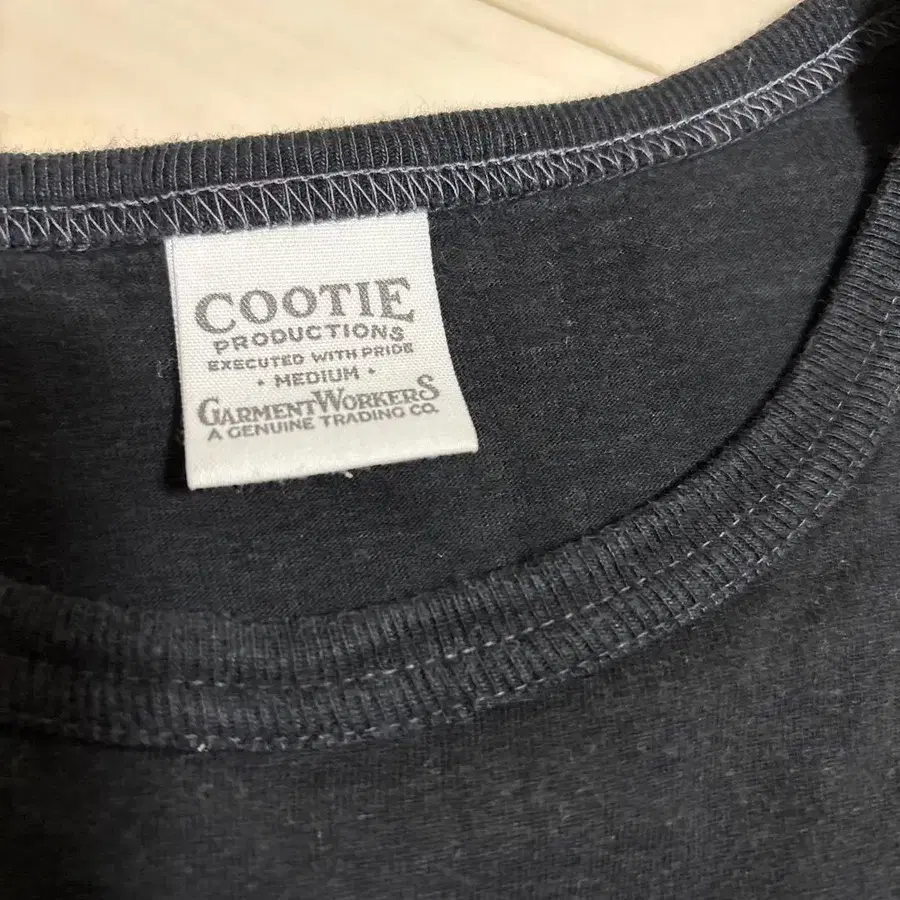 COOTIE
PRODUCTIONS
EXECUTED WITH PRIDE
• MEDIUM •
GARMENTWORKERS
A GENUINE TRADING CO.